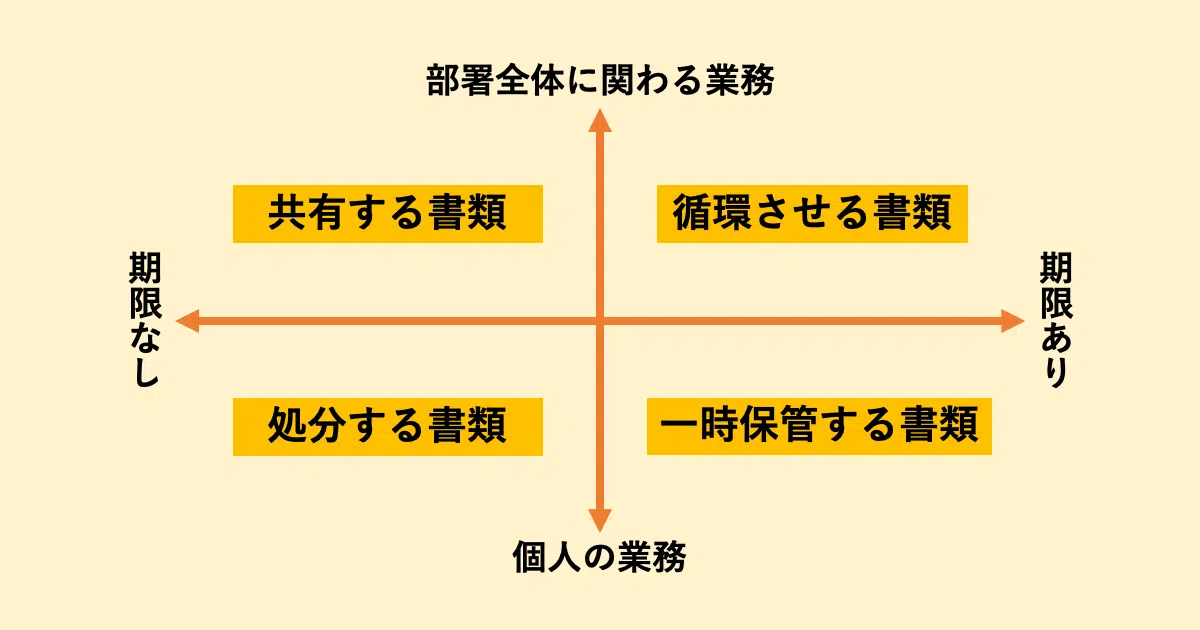 部署全体に関わる業務
共有する書類
循環させる書類
期限なし
期限あり
処分する書類
一時保管する書類
個人の業務